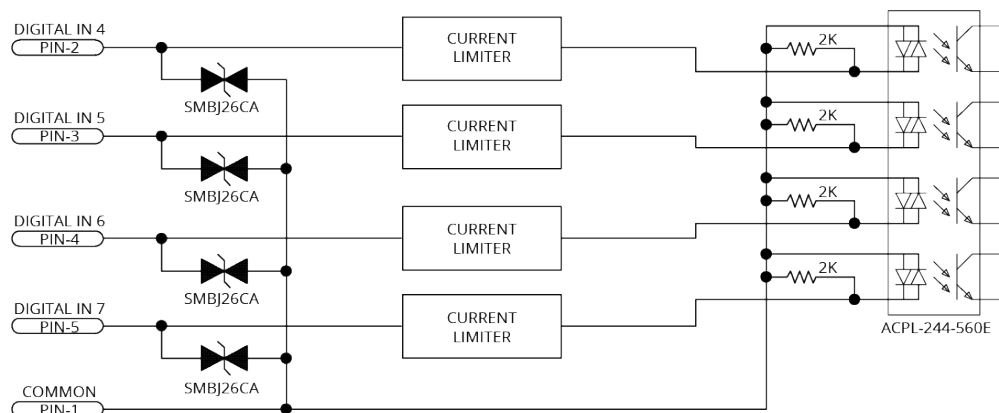 DIGITAL IN 4
PIN-2
CURRENT
LIMITER
2K
SMBJ26CA
DIGITAL IN 5
PIN-3
CURRENT
LIMITER
2K
SMBJ26CA
DIGITAL IN 6
PIN-4
CURRENT
LIMITER
2K
SMBJ26CA
DIGITAL IN 7
PIN-5
CURRENT
LIMITER
2K
ACPL-244-560E
SMBJ26CA
COMMON
PIN-1